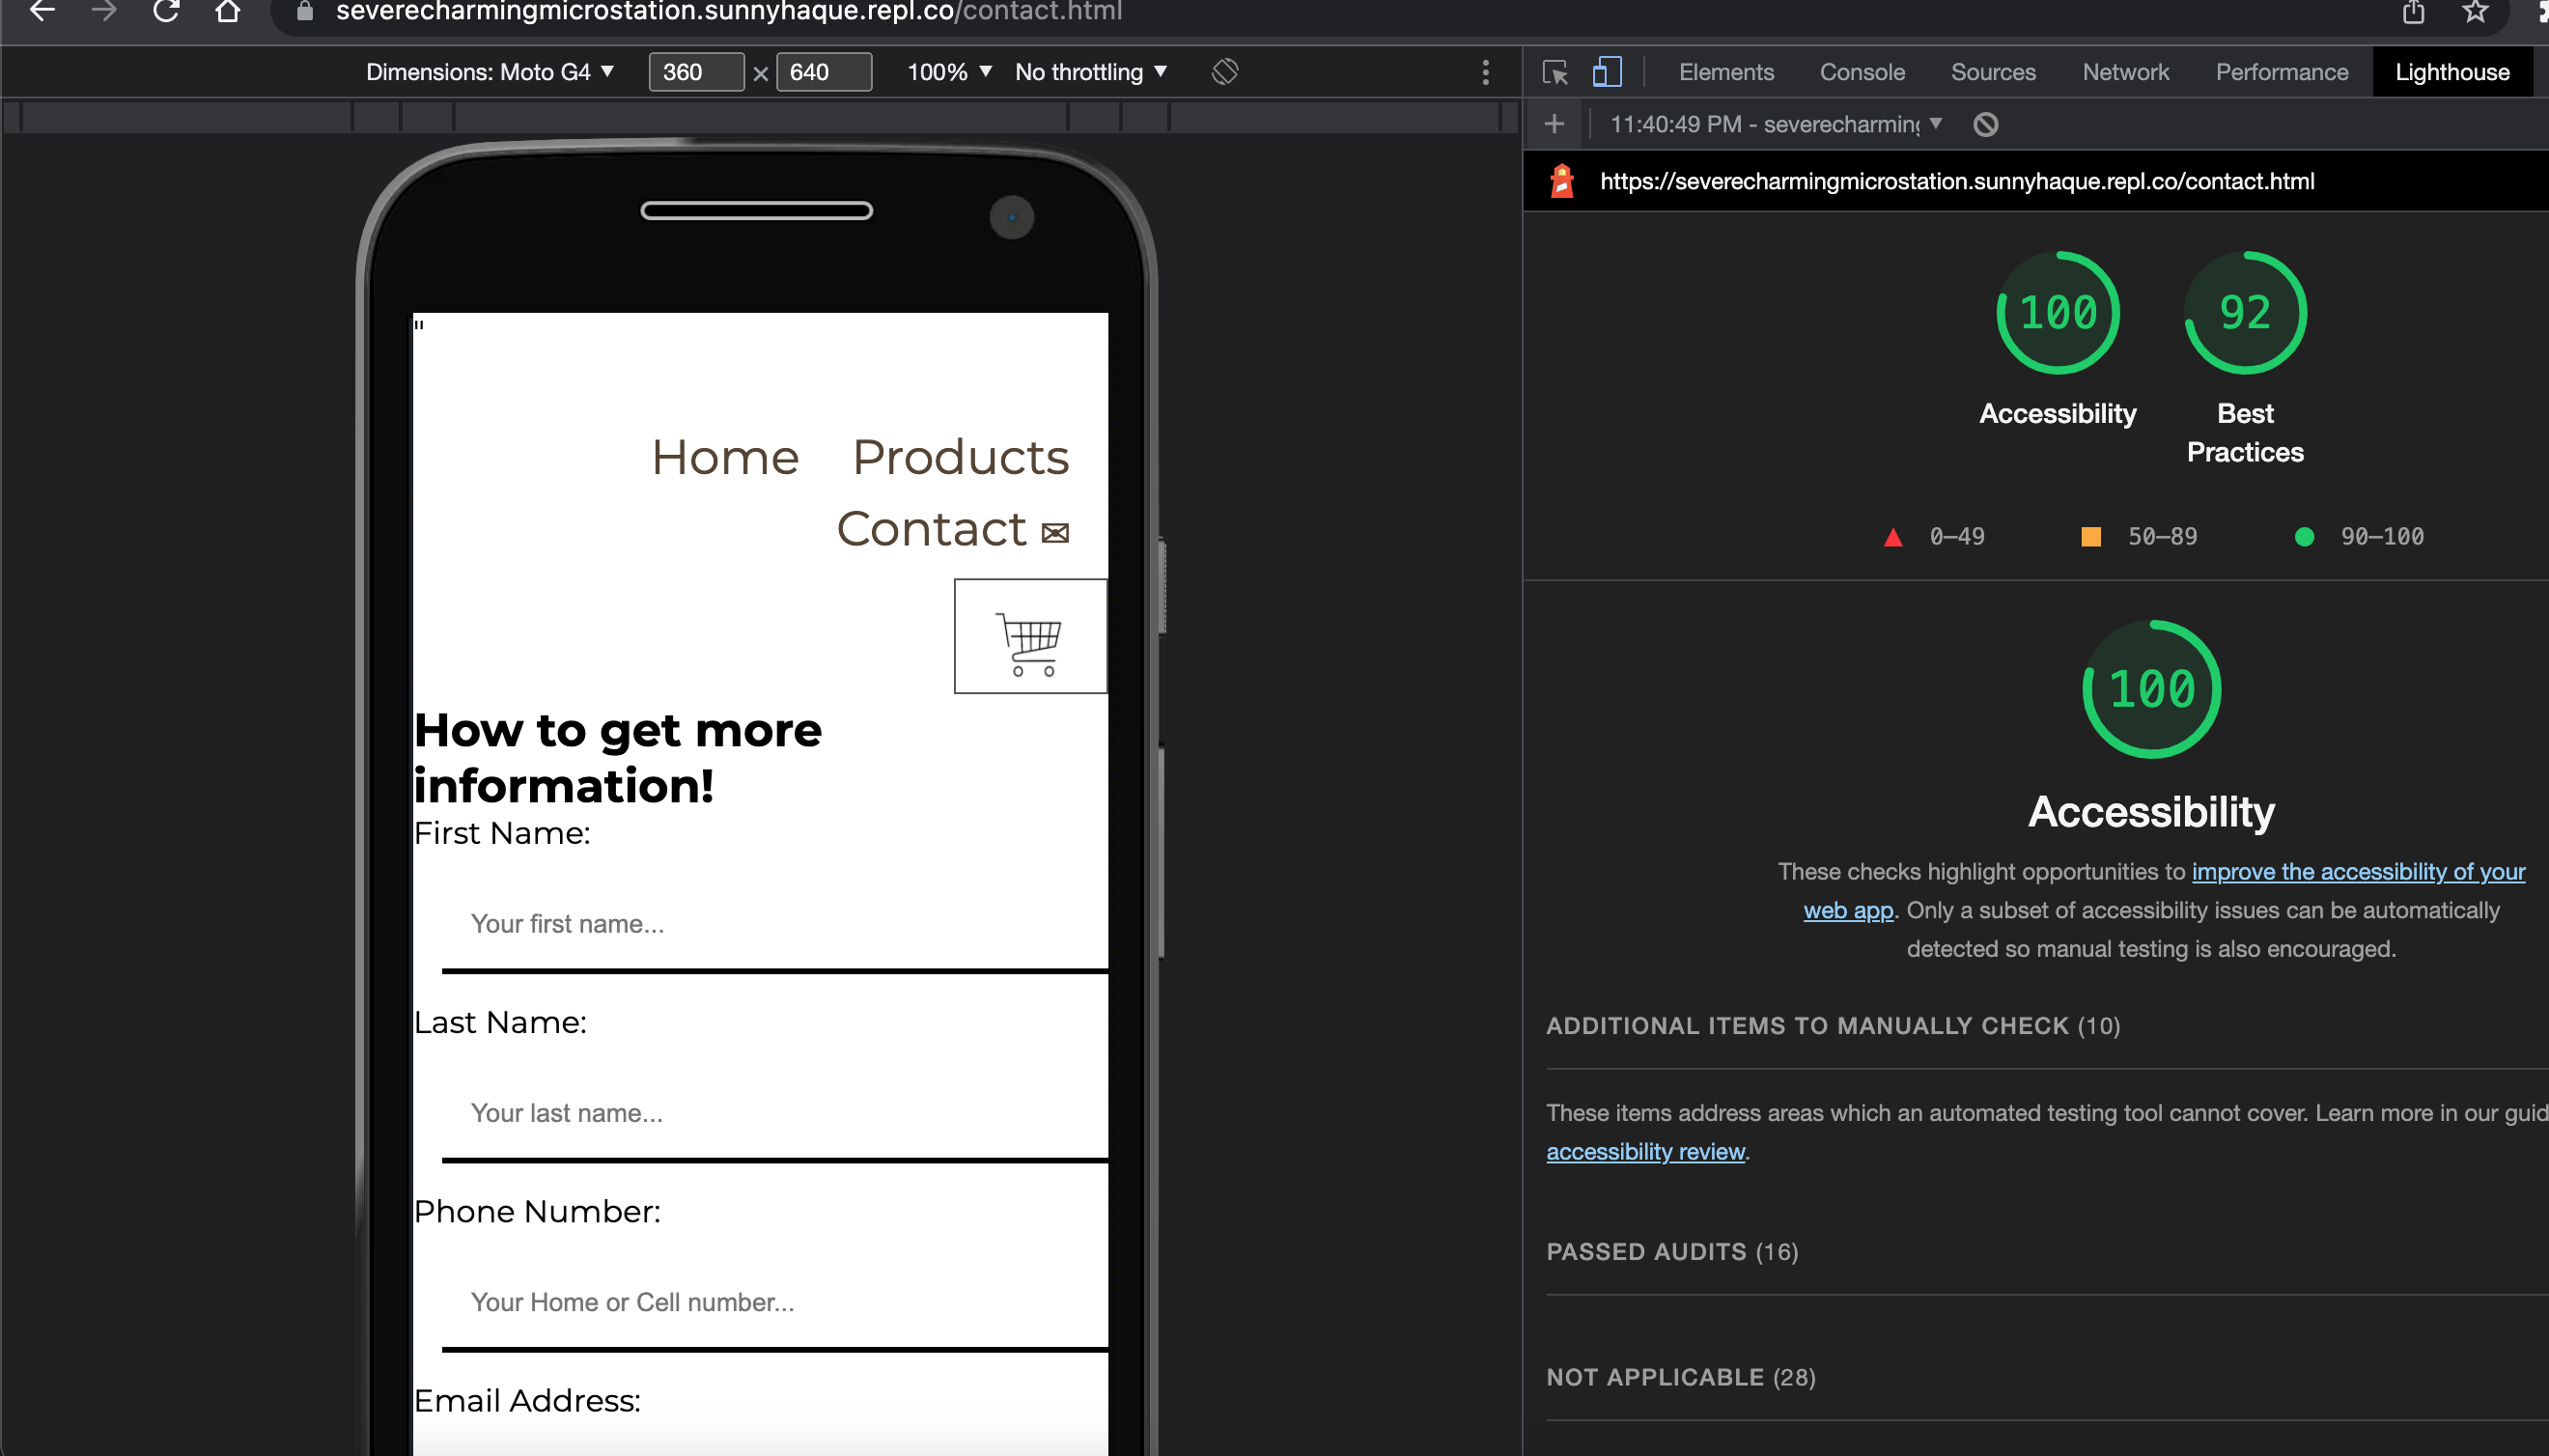 severecharmingmicrostation.sunnyhaque.repl.co/contact.html
Dimensions: Moto G4 ▼ 360 × 640 100% ▼ No throttling ▼
"
Home Products
Contact ✉
How to get more
information!
First Name:
Your first name...
Last Name:
Your last name...
Phone Number:
Your Home or Cell number...
Email Address:
Elements Console Sources Network Performance Lighthouse
+ 11:40:49 PM - severecharming ▼
https://severecharmingmicrostation.sunnyhaque.repl.co/contact.html
100 92
Accessibility Best
Practices
0–49 50–89 90–100
100
Accessibility
These checks highlight opportunities to improve the accessibility of your
web app. Only a subset of accessibility issues can be automatically
detected so manual testing is also encouraged.
ADDITIONAL ITEMS TO MANUALLY CHECK (10)
These items address areas which an automated testing tool cannot cover. Learn more in our guid
accessibility review.
PASSED AUDITS (16)
NOT APPLICABLE (28)